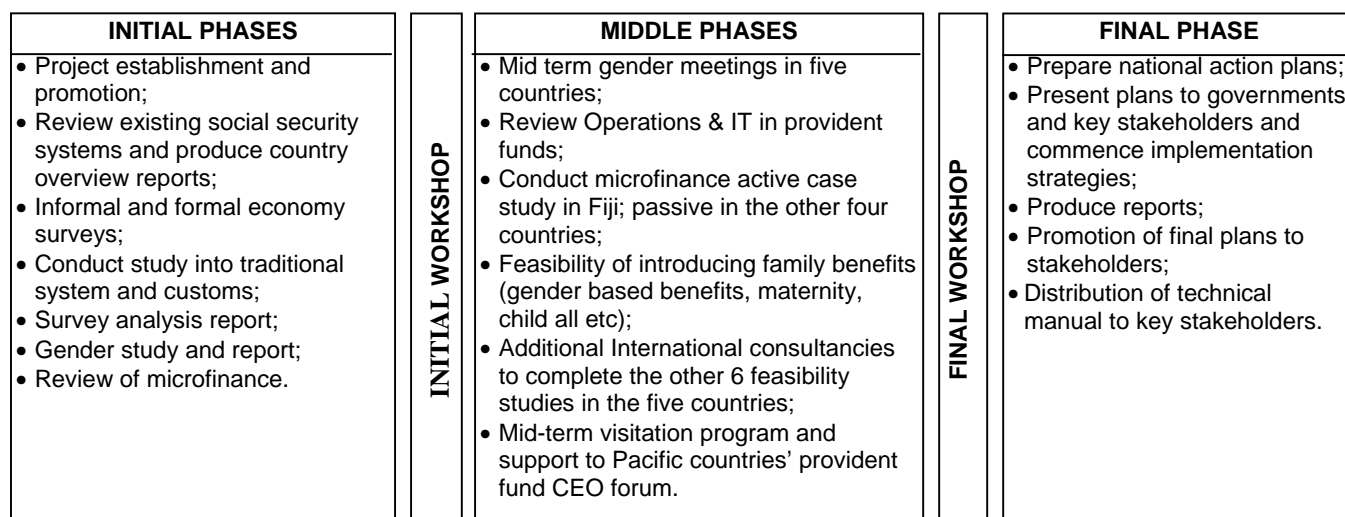 INITIAL PHASES
• Project establishment and
promotion;
• Review existing social security
systems and produce country
overview reports;
• Informal and formal economy
surveys;
• Conduct study into traditional
system and customs;
• Survey analysis report;
• Gender study and report;
• Review of microfinance.
INITIAL WORKSHOP
MIDDLE PHASES
• Mid term gender meetings in five
countries;
• Review Operations & IT in provident
funds;
• Conduct microfinance active case
study in Fiji; passive in the other four
countries;
• Feasibility of introducing family benefits
(gender based benefits, maternity,
child all etc);
• Additional International consultancies
to complete the other 6 feasibility
studies in the five countries;
• Mid-term visitation program and
support to Pacific countries’ provident
fund CEO forum.
FINAL WORKSHOP
FINAL PHASE
• Prepare national action plans;
• Present plans to governments
and key stakeholders and
commence implementation
strategies;
• Produce reports;
• Promotion of final plans to
stakeholders;
• Distribution of technical
manual to key stakeholders.